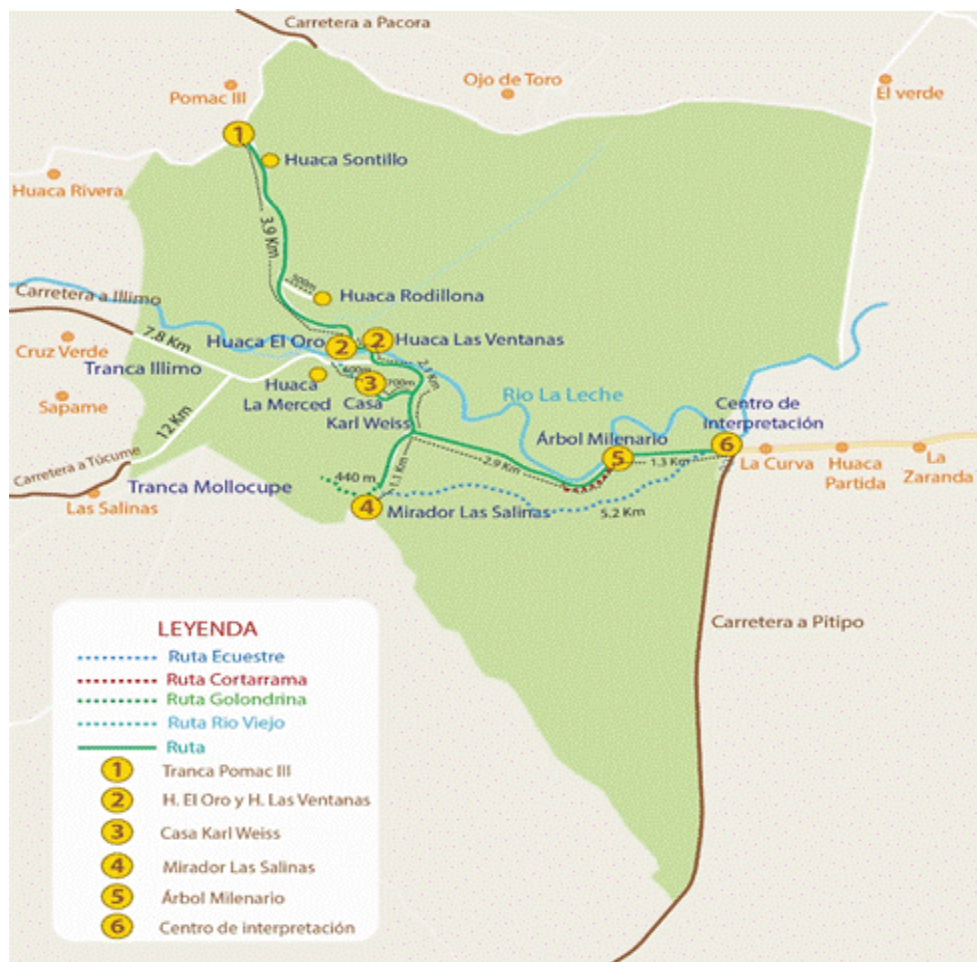 Carretera a Pacora
Ojo de Toro
Pomac III
El verde
1
Huaca Sontillo
Huaca Rivera
3.9 Km
500m
Huaca Rodillona
Carretera a Illimo
7.8 Km
Huaca El Oro
2
2
Huaca Las Ventanas
Cruz Verde
Tranca Illimo
600m
3
700m
Huaca
La Merced
Casa
Karl Weiss
Sapame
12 Km
Rio La Leche
Centro de
interpretación
Árbol Milenario
6
5
1.3 Km
2.9 Km
La Curva
Huaca
Partida
La
Zaranda
Carretera a Túcume
Tranca Mollocupe
440 m
Las Salinas
4
Mirador Las Salinas
5.2 Km
Carretera a Pitipo
LEYENDA
Ruta Ecuestre
Ruta Cortarrama
Ruta Golondrina
Ruta Rio Viejo
Ruta
1 Tranca Pomac III
2 H. El Oro y H. Las Ventanas
3 Casa Karl Weiss
4 Mirador Las Salinas
5 Árbol Milenario
6 Centro de interpretación